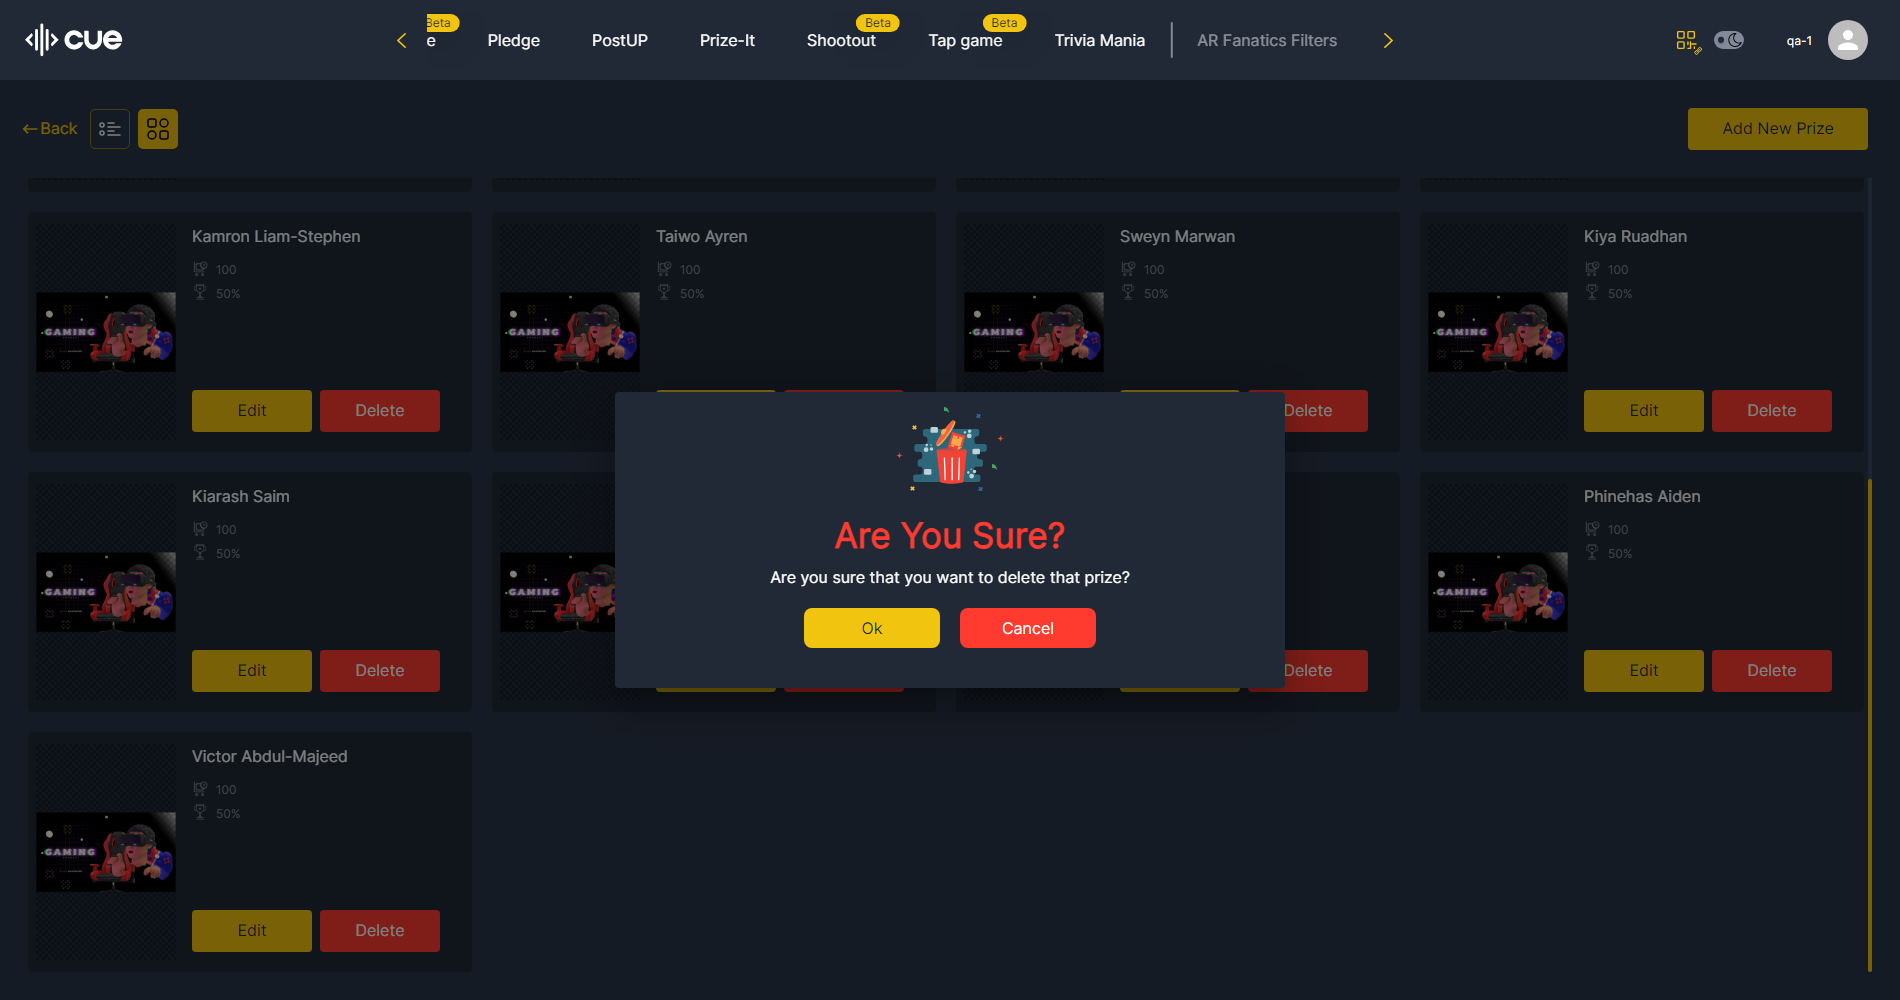 cue
Beta
e
Pledge
PostUP
Prize-It
Beta
Shootout
Beta
Tap game
Trivia Mania
AR Fanatics Filters
qa-1
Back
Add New Prize
Kamron Liam-Stephen
100
50%
GAMING
Edit
Delete
Taiwo Ayren
100
50%
GAMING
Sweyn Marwan
100
50%
GAMING
Delete
Kiya Ruadhan
100
50%
GAMING
Edit
Delete
Are You Sure?
Are you sure that you want to delete that prize?
Ok
Cancel
Kiarash Saim
100
50%
GAMING
Edit
Delete
GAMING
Delete
Phinehas Aiden
100
50%
GAMING
Edit
Delete
Victor Abdul-Majeed
100
50%
GAMING
Edit
Delete